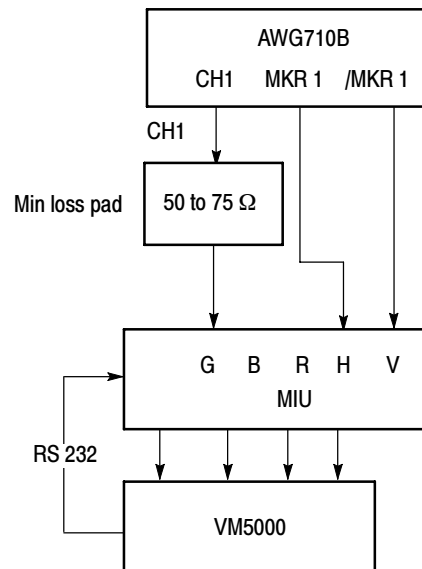 AWG710B
CH1 MKR 1 /MKR 1
CH1
Min loss pad
50 to 75 Ω
G B R H V
MIU
RS 232
VM5000